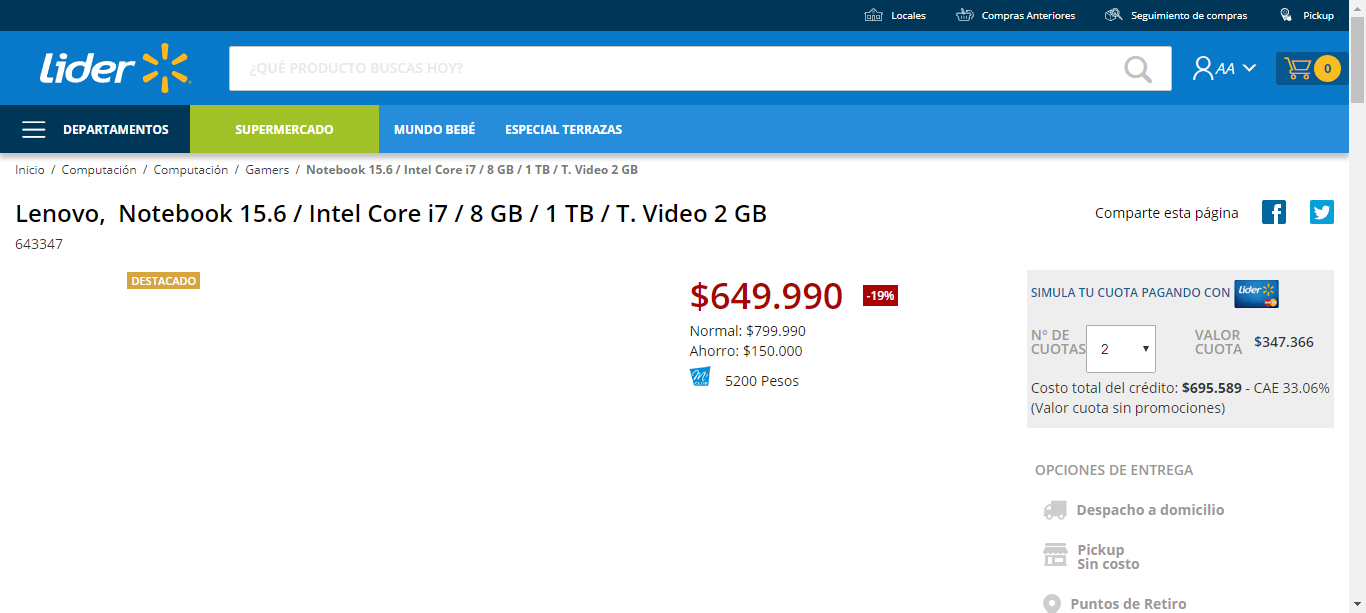 Locales Compras Anteriores Seguimiento de compras Pickup
Lider ¿QUÉ PRODUCTO BUSCAS HOY? AA 0
DEPARTAMENTOS SUPERMERCADO MUNDO BEBÉ ESPECIAL TERRAZAS
Inicio / Computación / Computación / Gamers / Notebook 15.6 / Intel Core i7 / 8 GB / 1 TB / T. Video 2 GB
Lenovo, Notebook 15.6 / Intel Core i7 / 8 GB / 1 TB / T. Video 2 GB
Comparte esta página
643347
DESTACADO
$649.990 -19%
Normal: $799.990
Ahorro: $150.000
Mi CLUB 5200 Pesos
SIMULA TU CUOTA PAGANDO CON Lider
N° DE CUOTAS 2 VALOR CUOTA $347.366
Costo total del crédito: $695.589 - CAE 33.06%
(Valor cuota sin promociones)
OPCIONES DE ENTREGA
Despacho a domicilio
Pickup
Sin costo
Puntos de Retiro